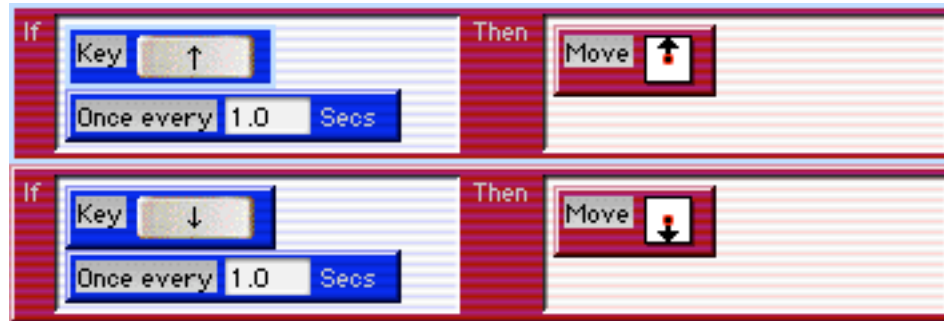 If Then
Key ↑ Move
Once every 1.0 Secs
If Then
Key ↓ Move
Once every 1.0 Secs